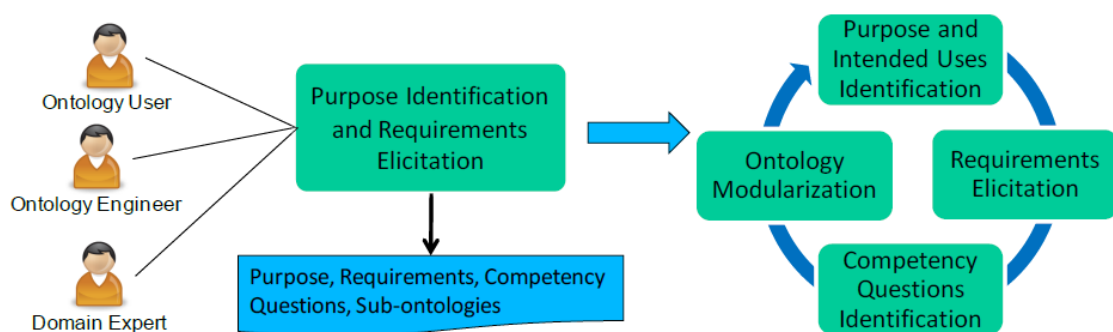 Ontology User
Ontology Engineer
Domain Expert
Purpose Identification
and Requirements
Elicitation
Purpose, Requirements, Competency
Questions, Sub-ontologies
Purpose and
Intended Uses
Identification
Requirements
Elicitation
Competency
Questions
Identification
Ontology
Modularization